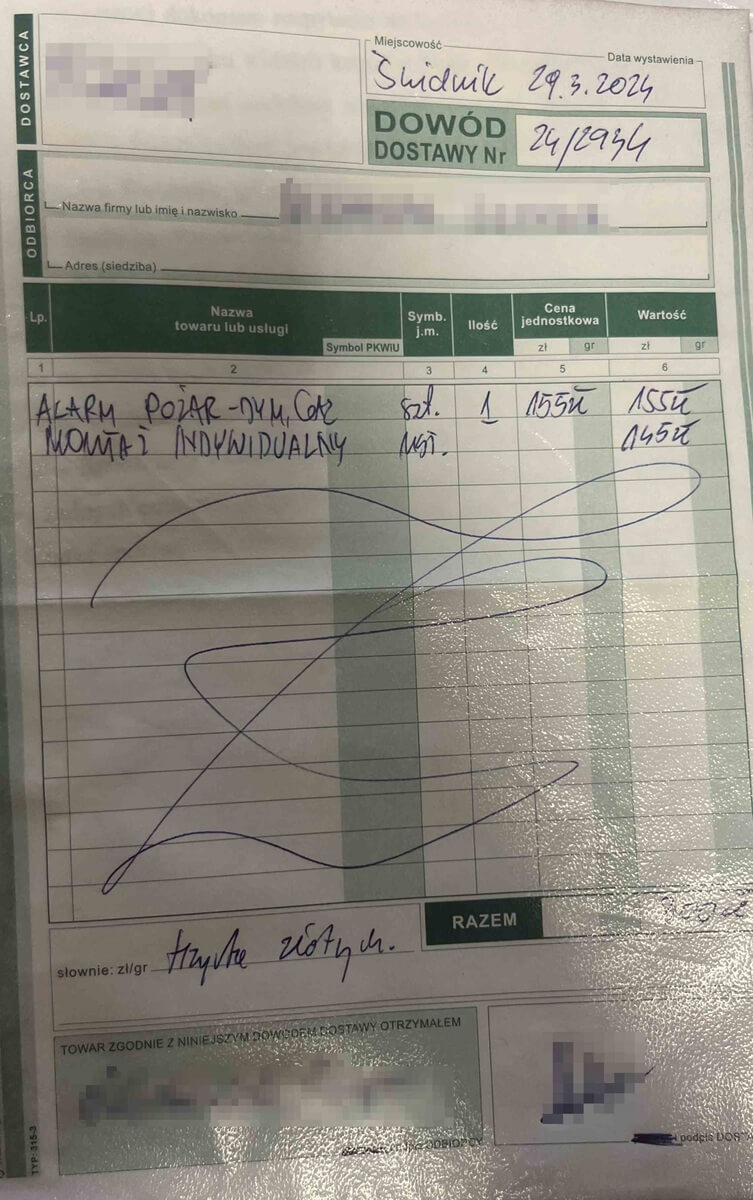 DOSTAWCA
Miejscowość
Data wystawienia
Świdnik 29.3.2024
DOWÓD
DOSTAWY Nr
24/2934
ODBIORCA
Nazwa firmy lub imię i nazwisko
Adres (siedziba)
Lp.
Nazwa
towaru lub usługi
Symbol PKWiU
Symb.
j.m.
Ilość
Cena
jednostkowa
zł gr
Wartość
zł gr
1 2 3 4 5 6
ALARM POŻAR-DYM, szt. 1 155zł 155zł
MONTAŻ INDYWIDUALNY 145zł
RAZEM
słownie: zł/gr
złotych.
TOWAR ZGODNIE Z NINIEJSZYM DOWODEM DOSTAWY OTRZYMAŁEM
ODBIORCY
podpis
TYP: 315-3